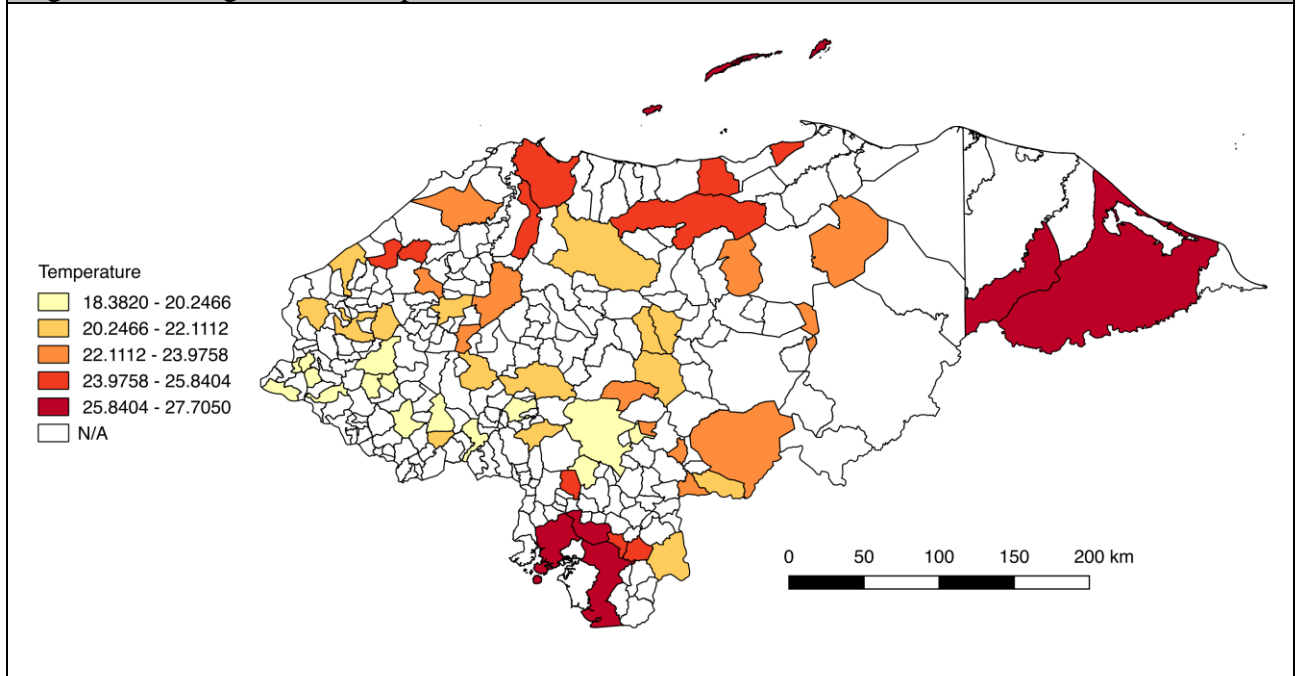 Temperature
18.3820 - 20.2466
20.2466 - 22.1112
22.1112 - 23.9758
23.9758 - 25.8404
25.8404 - 27.7050
N/A
0 50 100 150 200 km